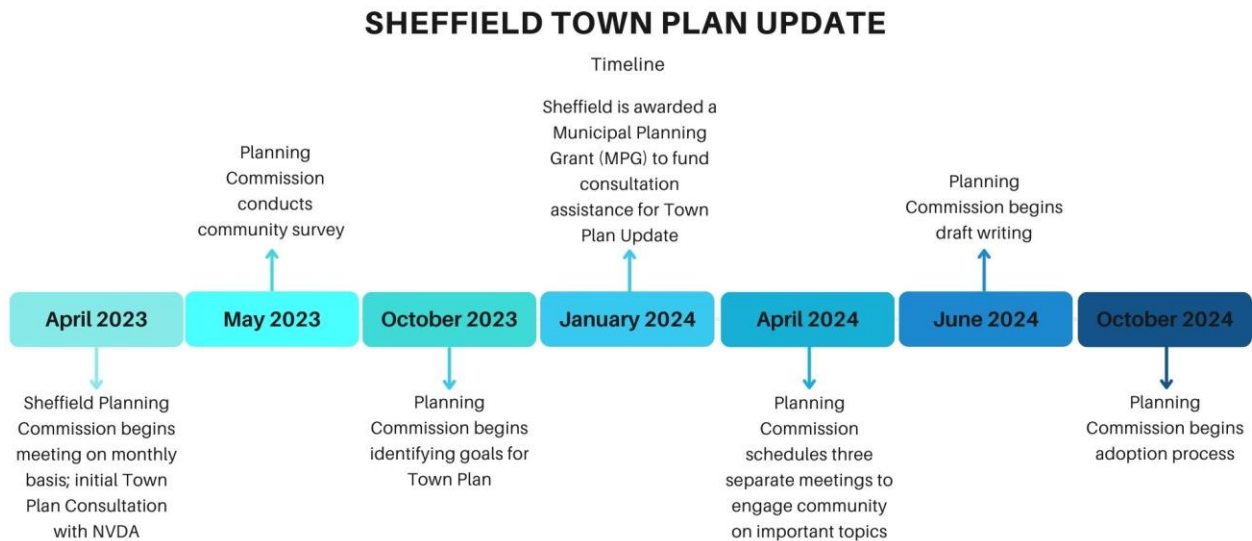 SHEFFIELD TOWN PLAN UPDATE
Timeline
Planning
Commission
conducts
community survey
Sheffield is awarded a
Municipal Planning
Grant (MPG) to fund
consultation
assistance for Town
Plan Update
Planning
Commission begins
draft writing
April 2023
May 2023
October 2023
January 2024
April 2024
June 2024
October 2024
Sheffield Planning
Commission begins
meeting on monthly
basis; initial Town
Plan Consultation
with NVDA
Planning
Commission begins
identifying goals for
Town Plan
Planning
Commission
schedules three
separate meetings to
engage community
on important topics
Planning
Commission begins
adoption process